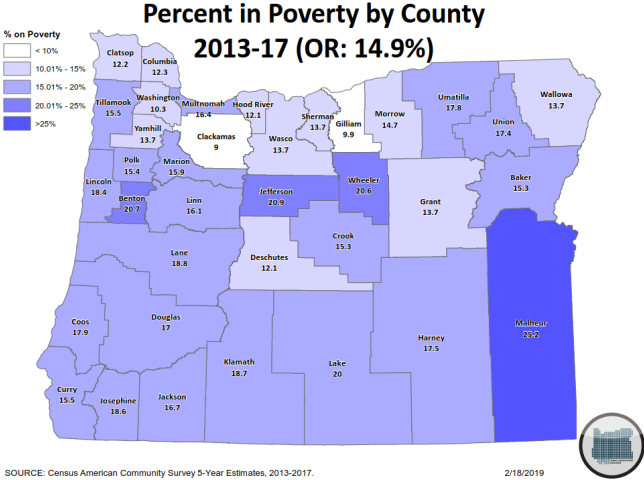 Percent in Poverty by County
2013-17 (OR: 14.9%)
% on Poverty
< 10%
10.01% - 15%
15.01% - 20%
20.01% - 25%
>25%
Clatsop
12.2
Columbia
12.3
Tillamook
15.5
Washington
10.3
Multnomah
16.4
Hood River
12.1
Sherman
13.7
Gilliam
9.9
Morrow
14.7
Umatilla
17.8
Union
17.4
Wallowa
13.7
Yamhill
13.7
Clackamas
9
Wasco
13.7
Polk
15.4
Marion
15.9
Lincoln
18.4
Benton
20.7
Linn
16.1
Jefferson
20.9
Wheeler
20.6
Grant
13.7
Baker
15.3
Crook
15.3
Deschutes
12.1
Lane
18.8
Coos
17.9
Douglas
17
Klamath
18.7
Lake
20
Harney
17.5
Malheur
25.2
Curry
15.5
Josephine
18.6
Jackson
16.7
SOURCE: Census American Community Survey 5-Year Estimates, 2013-2017.
2/18/2019